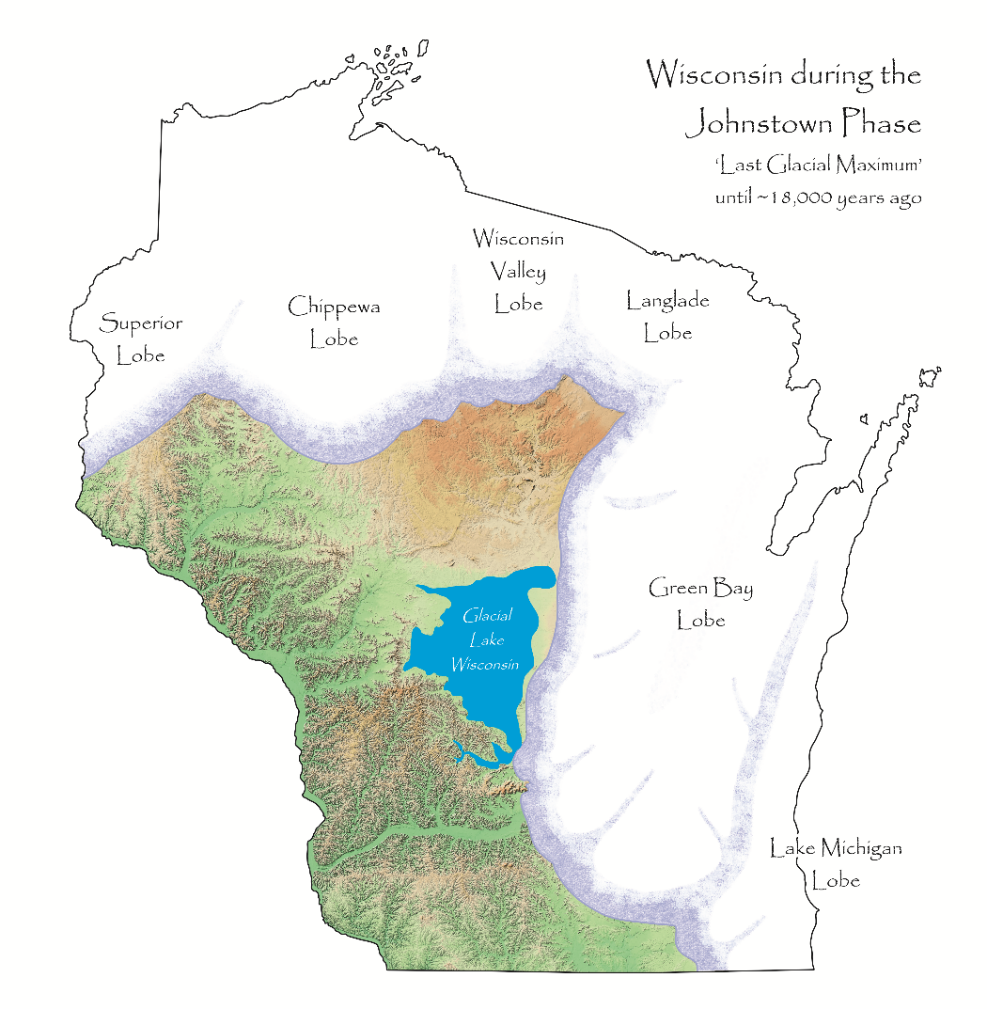 Wisconsin during the
Johnstown Phase
‘Last Glacial Maximum’
until ~18,000 years ago
Wisconsin
Valley
Lobe
Langlade
Lobe
Chippewa
Lobe
Superior
Lobe
Green Bay
Lobe
Glacial
Lake
Wisconsin
Lake Michigan
Lobe